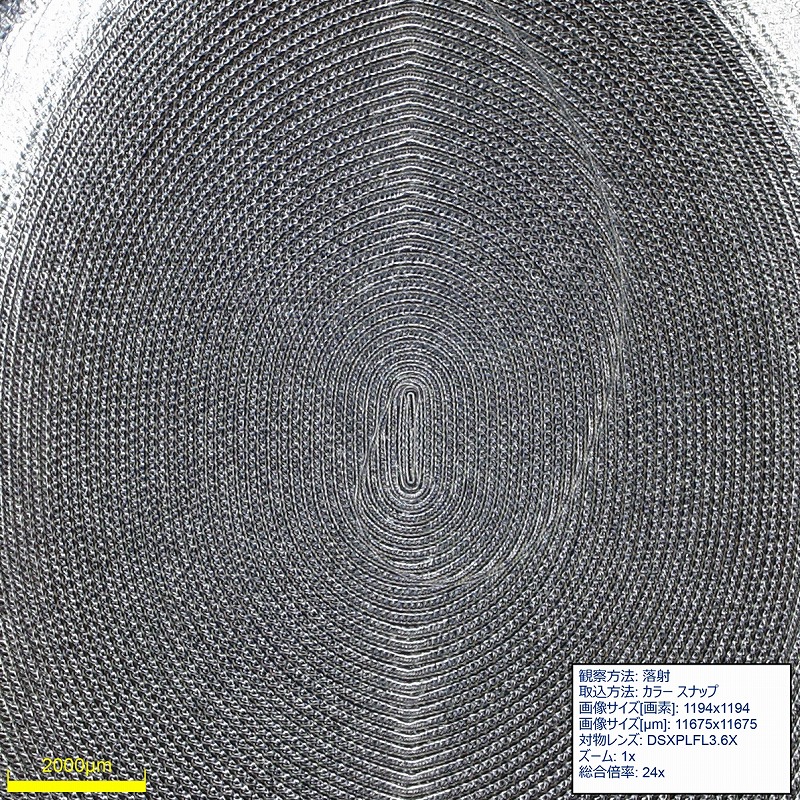 2000μm
観察方法: 落射
取込方法: カラー スナップ
画像サイズ[画素]: 1194x1194
画像サイズ[μm]: 11675x11675
対物レンズ: DSXPLFL3.6X
ズーム: 1x
総合倍率: 24x